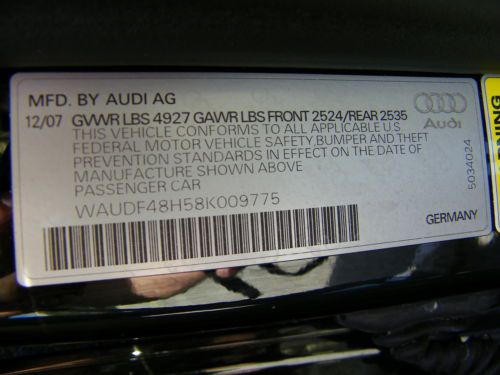 MFD. BY AUDI AG
12/07 GVWR LBS 4927 GAWR LBS FRONT 2524/REAR 2535
THIS VEHICLE CONFORMS TO ALL APPLICABLE U.S
FEDERAL MOTOR VEHICLE SAFETY,BUMPER AND THEFT
PREVENTION STANDARDS IN EFFECT ON THE DATE OF
MANUFACTURE SHOWN ABOVE
PASSENGER CAR
WAUDF48H58K009775
Audi
5034024
GERMANY